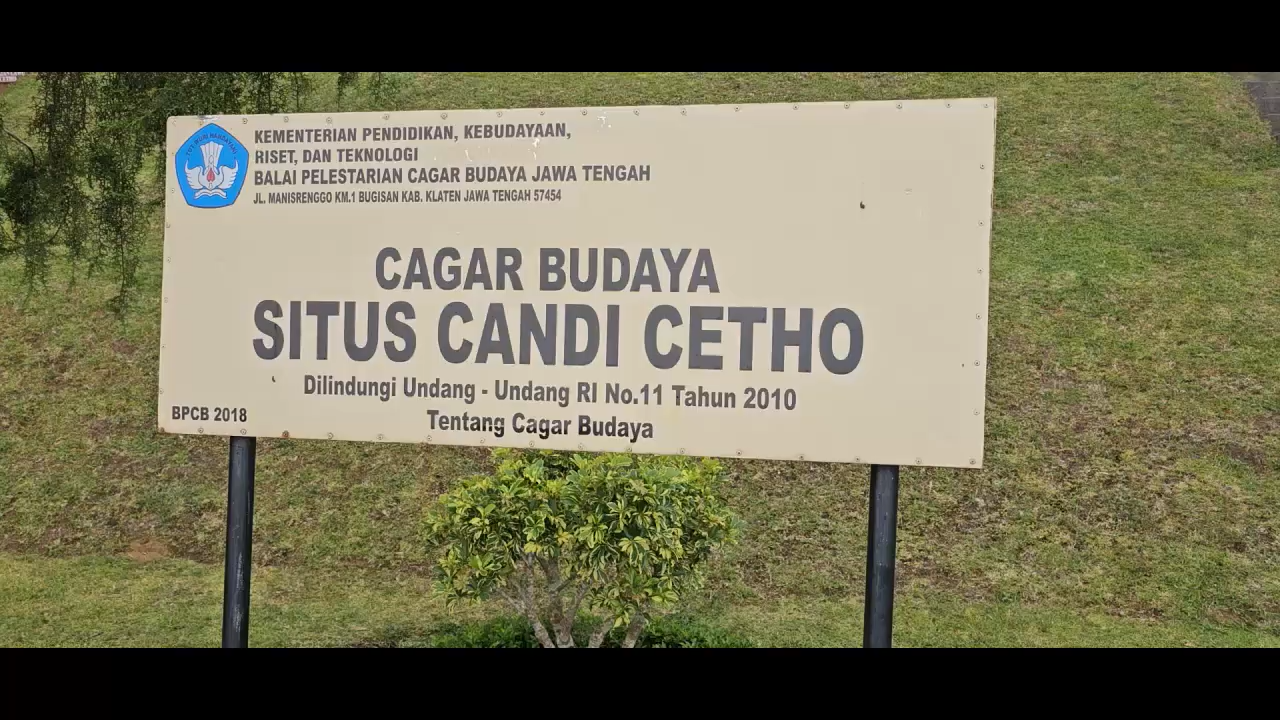 KEMENTERIAN PENDIDIKAN, KEBUDAYAAN,
RISET, DAN TEKNOLOGI
BALAI PELESTARIAN CAGAR BUDAYA JAWA TENGAH
JL. MANISRENGGO KM.1 BUGISAN KAB. KLATEN JAWA TENGAH 57454
CAGAR BUDAYA
SITUS CANDI CETHO
Dilindungi Undang - Undang RI No.11 Tahun 2010
Tentang Cagar Budaya
BPCB 2018